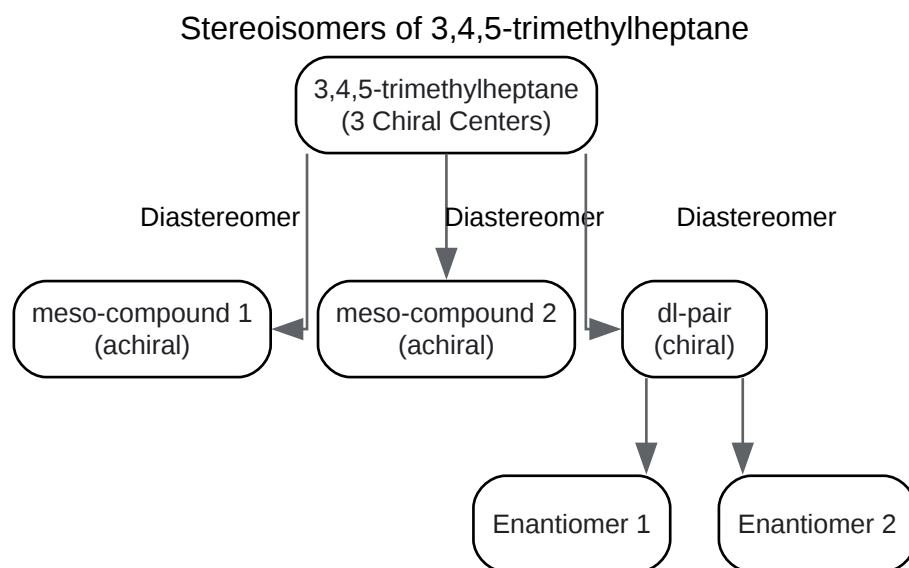 Stereoisomers of 3,4,5-trimethylheptane
3,4,5-trimethylheptane
(3 Chiral Centers)
Diastereomer
Diastereomer
Diastereomer
meso-compound 1
(achiral)
meso-compound 2
(achiral)
dl-pair
(chiral)
Enantiomer 1
Enantiomer 2